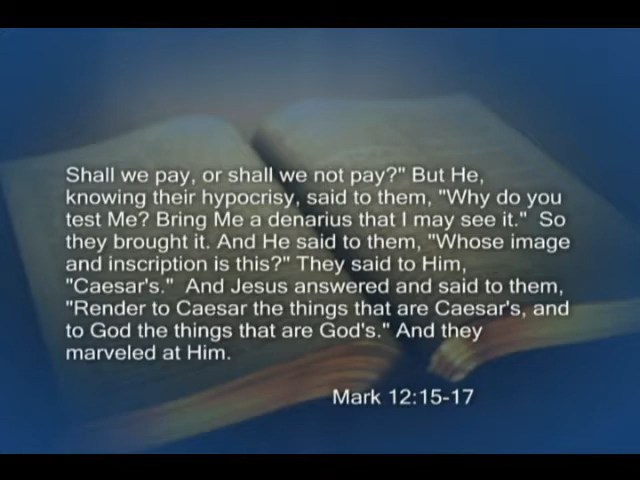 Shall we pay, or shall we not pay?" But He,
knowing their hypocrisy, said to them, "Why do you
test Me? Bring Me a denarius that I may see it."  So
they brought it. And He said to them, "Whose image
and inscription is this?" They said to Him,
"Caesar's."  And Jesus answered and said to them,
"Render to Caesar the things that are Caesar's, and
to God the things that are God's." And they
marveled at Him.
Mark 12:15-17